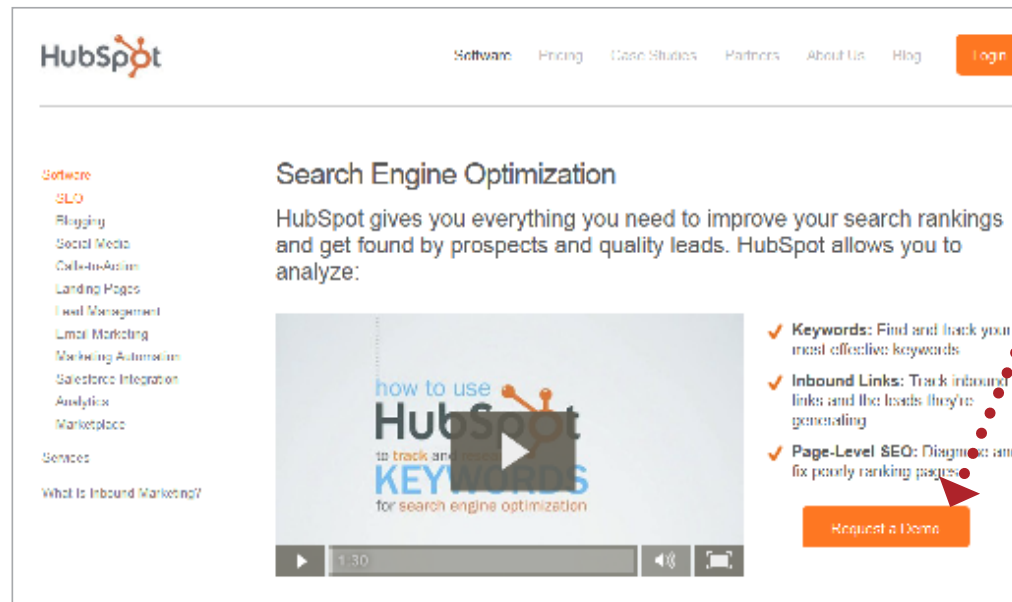 HubSpot
Software Pricing Case Studies Partners About Us Blog Login
Software
SEO
Blogging
Social Media
Calls-to-Action
Landing Pages
Lead Management
Email Marketing
Marketing Automation
Salesforce Integration
Analytics
Marketplace
Services
What Is Inbound Marketing?
Search Engine Optimization
HubSpot gives you everything you need to improve your search rankings
and get found by prospects and quality leads. HubSpot allows you to
analyze:
how to use
HubSpot
to track and
KEYWORDS
for search engine optimization
1:30
Keywords: Find and track your
most effective keywords
Inbound Links: Track inbound
links and the leads they're
generating
Page-Level SEO: Diagnose and
fix poorly ranking pages
Request a Demo